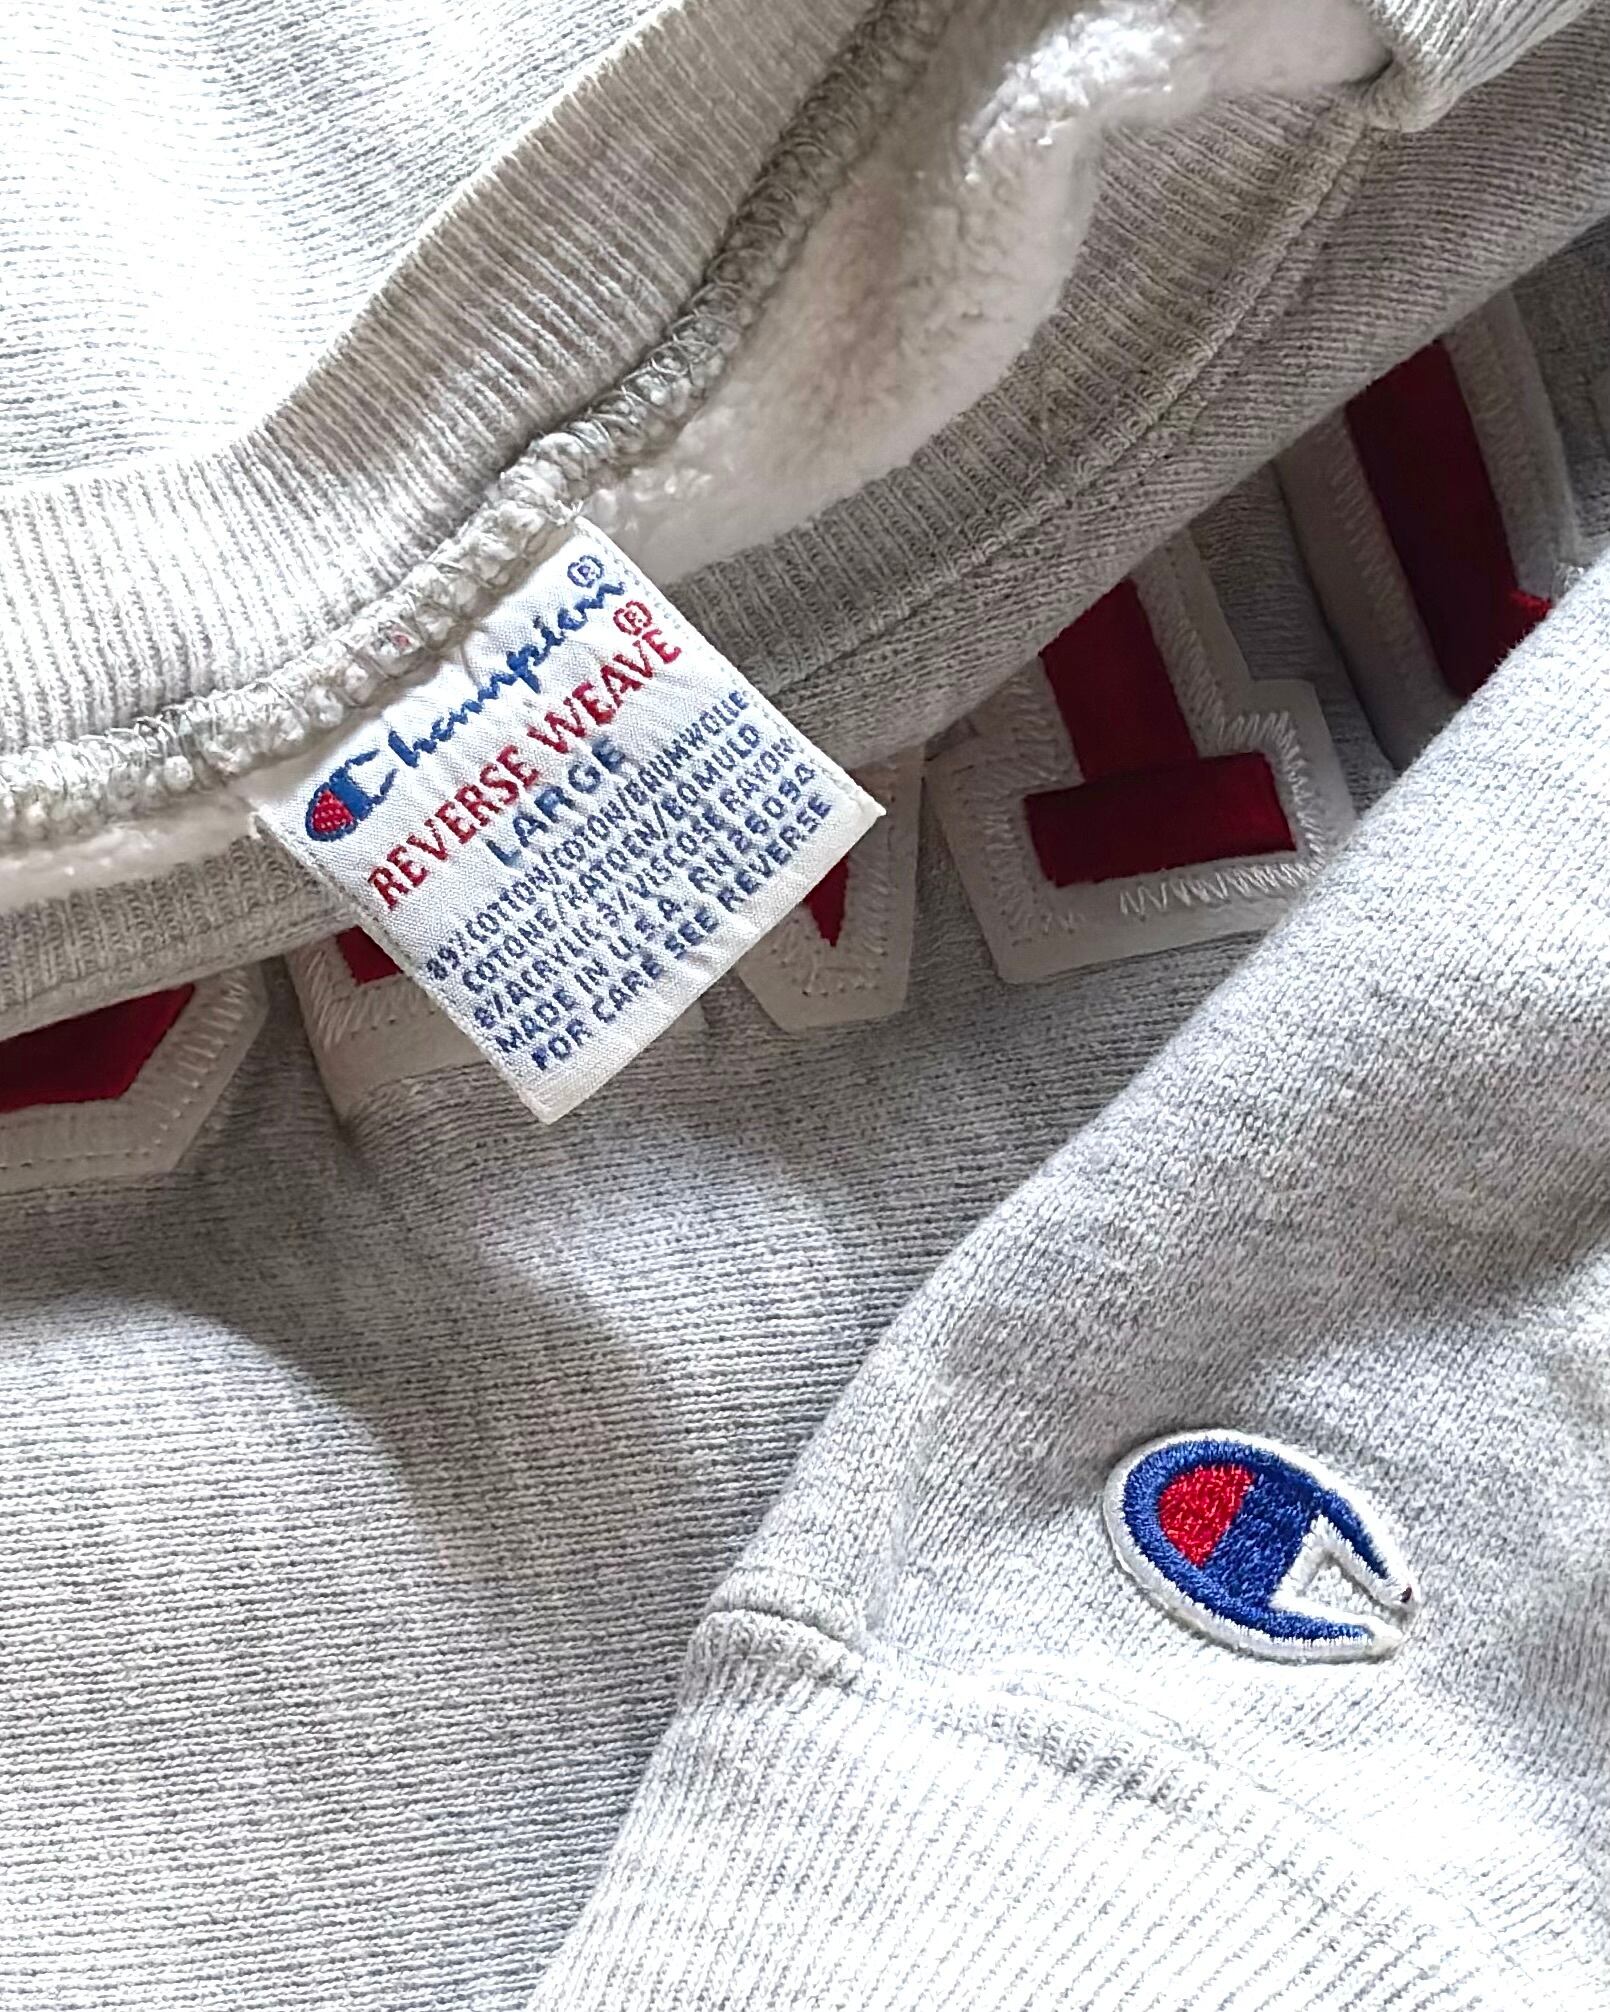 Champion®
REVERSE WEAVE®
LARGE
89%COTTON/COTON/BAUMWOLLE
COTONE/KATOEN/BOMULD
8%ACRYLIC-3%VISCOSE RAYON
MADE IN U.S.A. RN 26094
FOR CARE SEE REVERSE